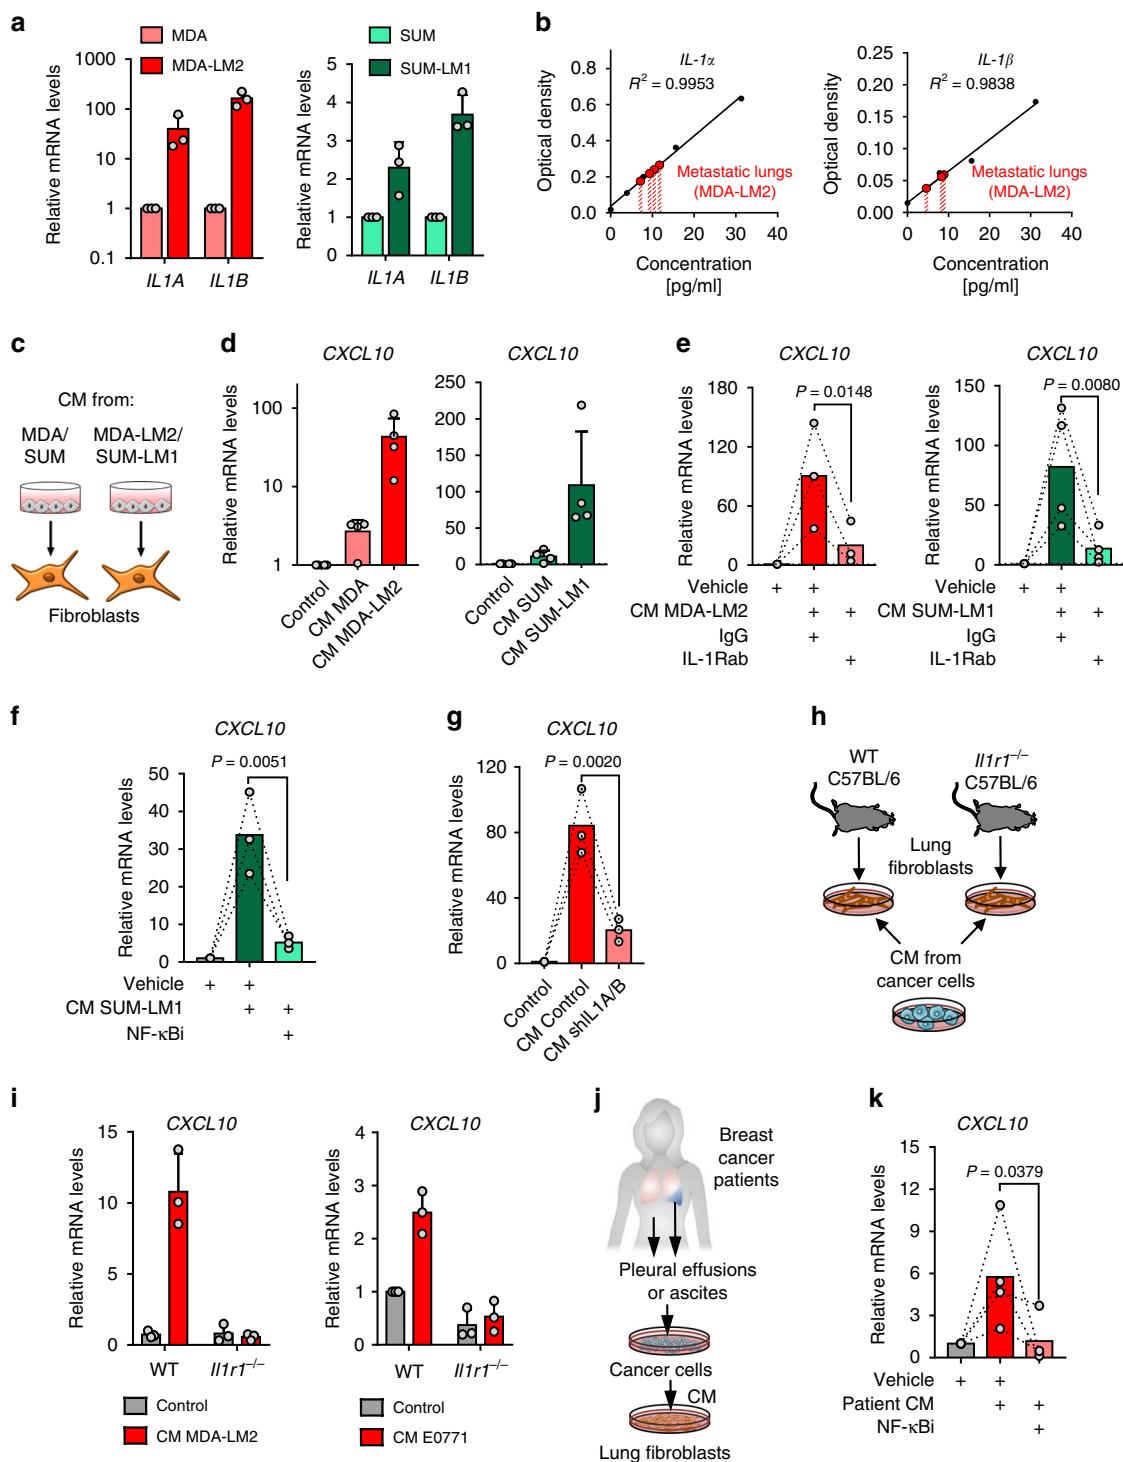 a
MDA
MDA-LM2
Relative mRNA levels
1000
100
10
1
0.1
IL1A
IL1B
SUM
SUM-LM1
Relative mRNA levels
5
4
3
2
1
0
IL1A
IL1B
b
IL-1α
R² = 0.9953
Optical density
0.8
0.6
0.4
0.2
0.0
Metastatic lungs
(MDA-LM2)
0 10 20 30 40
Concentration
[pg/ml]
IL-1β
R² = 0.9838
Optical density
0.25
0.20
0.15
0.10
0.05
0.00
Metastatic lungs
(MDA-LM2)
0 10 20 30 40
Concentration
[pg/ml]
c
CM from:
MDA/ MDA-LM2/
SUM SUM-LM1
Fibroblasts
d
CXCL10
Relative mRNA levels
100
10
1
Control
CM MDA
CM MDA-LM2
CXCL10
250
200
150
100
50
0
Control
CM SUM
CM SUM-LM1
e
CXCL10
P = 0.0148
Relative mRNA levels
180
120
60
0
Vehicle + +
CM MDA-LM2 + +
IgG +
IL-1Rab +
CXCL10
P = 0.0080
Relative mRNA levels
150
100
50
0
Vehicle + +
CM SUM-LM1 + +
IgG +
IL-1Rab +
f
CXCL10
P = 0.0051
Relative mRNA levels
50
40
30
20
10
0
Vehicle + +
CM SUM-LM1 + +
NF-κBi +
g
CXCL10
P = 0.0020
Relative mRNA levels
120
80
40
0
Control
CM Control
CM shIL1A/B
h
WT Il1r1–/–
C57BL/6 C57BL/6
Lung
fibroblasts
CM from
cancer cells
i
CXCL10
Relative mRNA levels
15
10
5
0
WT Il1r1–/–
Control
CM MDA-LM2
CXCL10
Relative mRNA levels
4
3
2
1
0
WT Il1r1–/–
Control
CM E0771
j
Breast
cancer
patients
Pleural effusions
or ascites
Cancer cells
CM
Lung fibroblasts
k
CXCL10
P = 0.0379
Relative mRNA levels
15
12
9
6
3
0
Vehicle + +
Patient CM + +
NF-κBi +